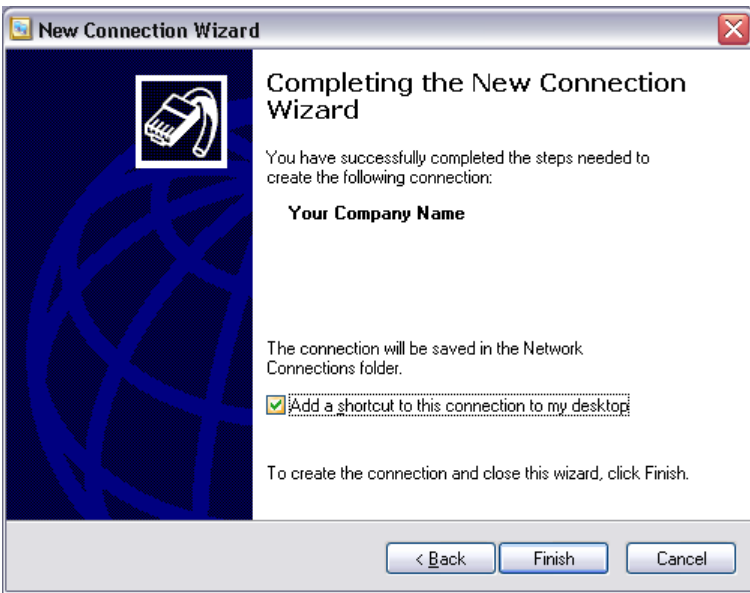 New Connection Wizard
Completing the New Connection
Wizard
You have successfully completed the steps needed to
create the following connection:
Your Company Name
The connection will be saved in the Network
Connections folder.
Add a shortcut to this connection to my desktop
To create the connection and close this wizard, click Finish.
< Back
Finish
Cancel